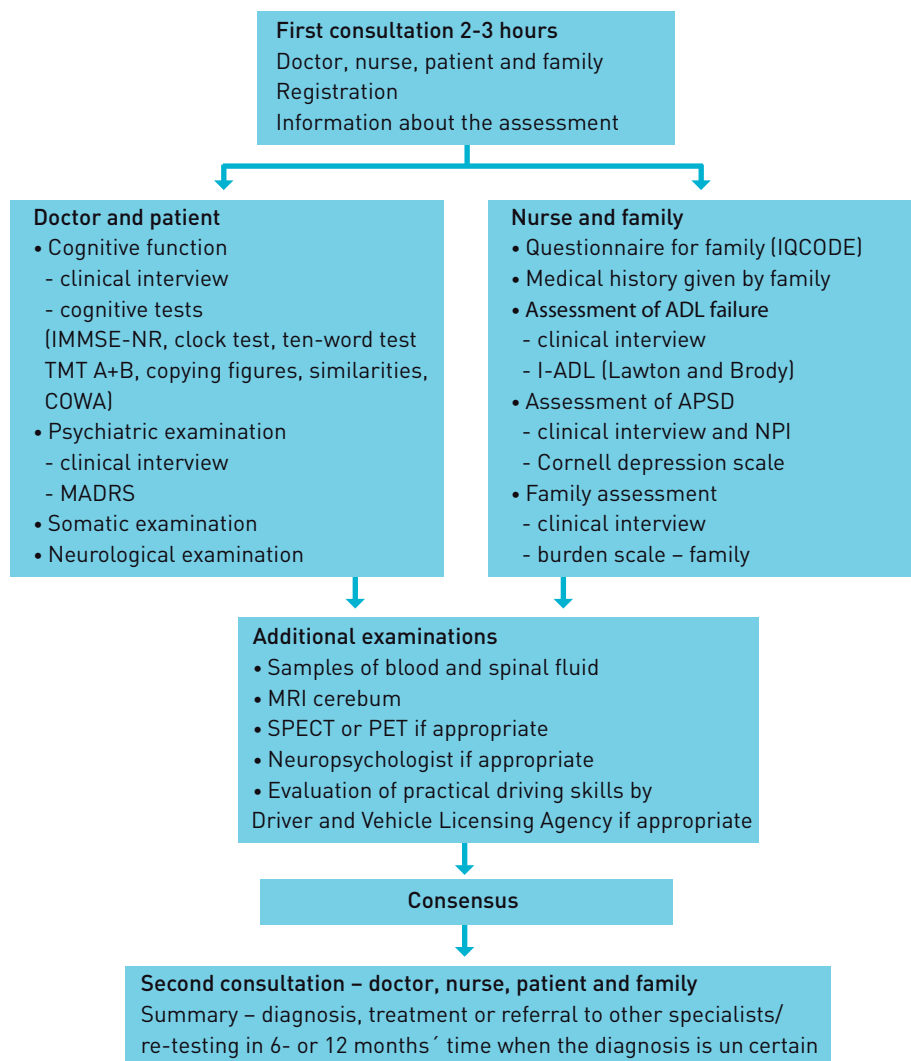 First consultation 2-3 hours
Doctor, nurse, patient and family
Registration
Information about the assessment
Doctor and patient
• Cognitive function
- clinical interview
- cognitive tests
(IMMSE-NR, clock test, ten-word test
TMT A+B, copying figures, similarities,
COWA)
• Psychiatric examination
- clinical interview
- MADRS
• Somatic examination
• Neurological examination
Nurse and family
• Questionnaire for family (IQCODE)
• Medical history given by family
• Assessment of ADL failure
- clinical interview
- I-ADL (Lawton and Brody)
• Assessment of APSD
- clinical interview and NPI
- Cornell depression scale
• Family assessment
- clinical interview
- burden scale – family
Additional examinations
• Samples of blood and spinal fluid
• MRI cerebum
• SPECT or PET if appropriate
• Neuropsychologist if appropriate
• Evaluation of practical driving skills by
Driver and Vehicle Licensing Agency if appropriate
Consensus
Second consultation – doctor, nurse, patient and family
Summary – diagnosis, treatment or referral to other specialists/
re-testing in 6- or 12 months´ time when the diagnosis is un certain